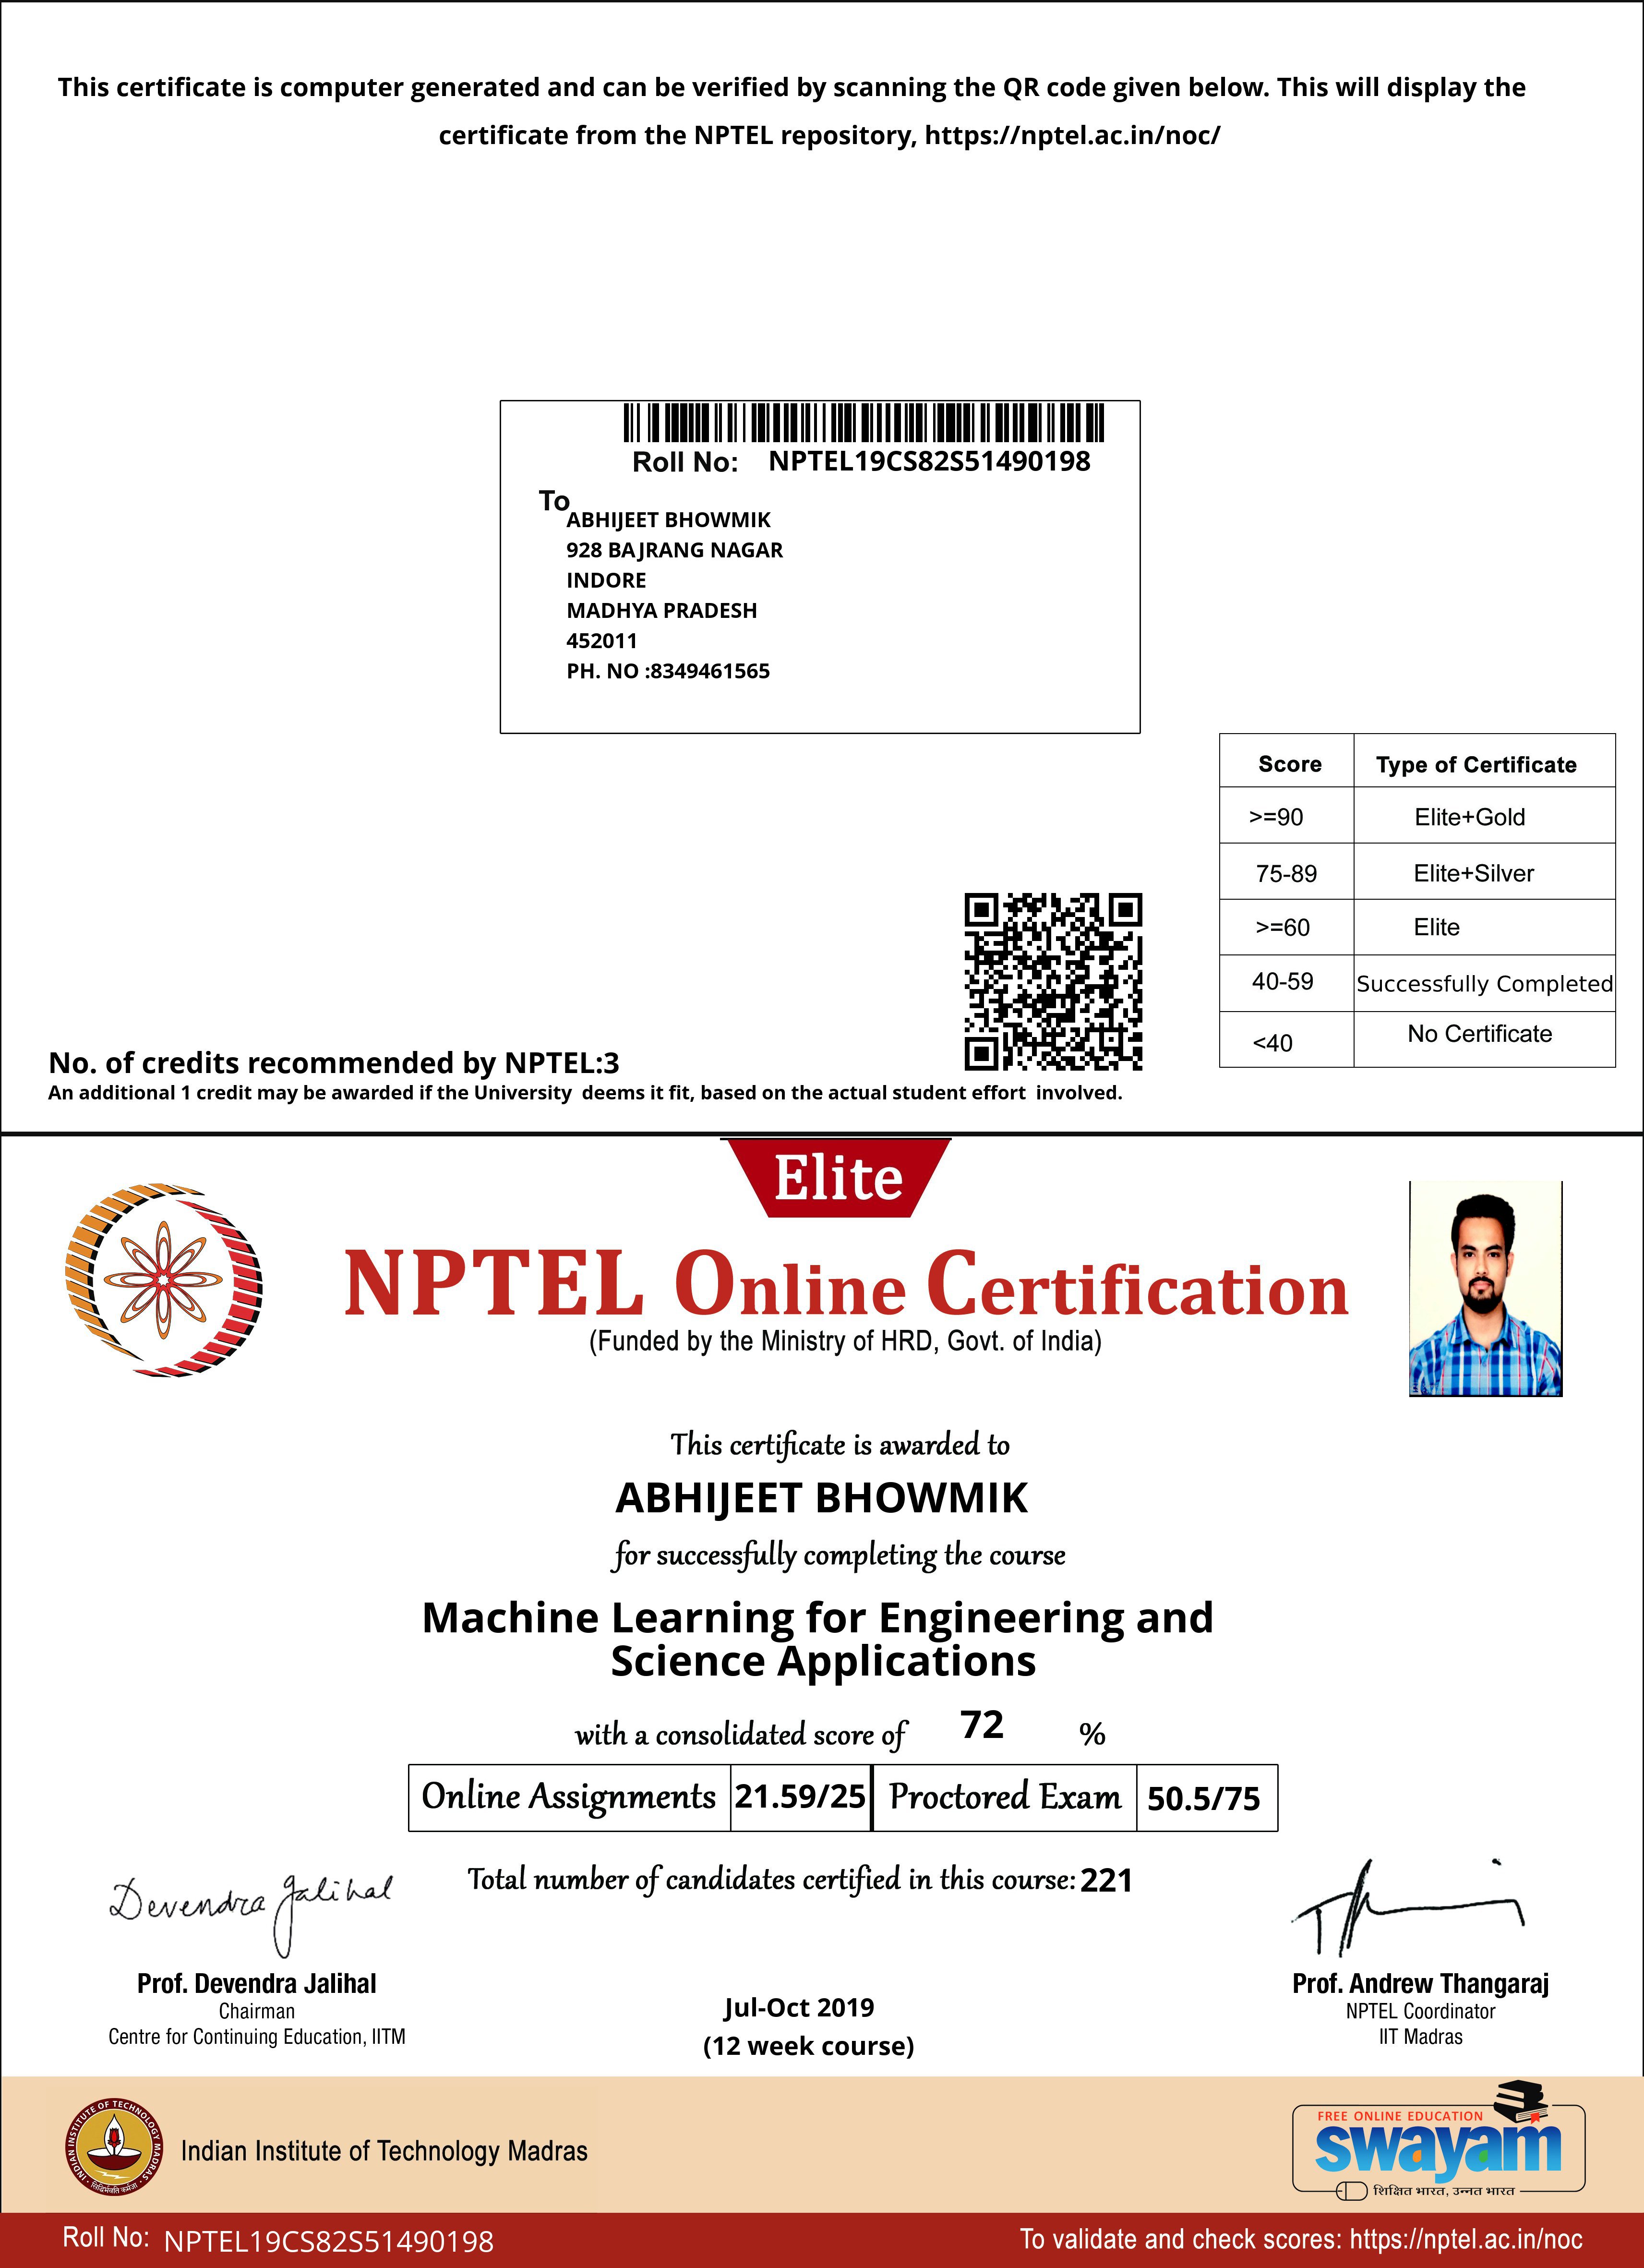 This certificate is computer generated and can be verified by scanning the QR code given below. This will display the
certificate from the NPTEL repository, https://nptel.ac.in/noc/
Roll No: NPTEL19CS82S51490198
To
ABHIJEET BHOWMIK
928 BAJRANG NAGAR
INDORE
MADHYA PRADESH
452011
PH. NO :8349461565
Score Type of Certificate
>=90 Elite+Gold
75-89 Elite+Silver
>=60 Elite
40-59 Successfully Completed
<40 No Certificate
No. of credits recommended by NPTEL:3
An additional 1 credit may be awarded if the University deems it fit, based on the actual student effort involved.
Elite
NPTEL Online Certification
(Funded by the Ministry of HRD, Govt. of India)
This certificate is awarded to
ABHIJEET BHOWMIK
for successfully completing the course
Machine Learning for Engineering and
Science Applications
with a consolidated score of 72 %
Online Assignments 21.59/25 Proctored Exam 50.5/75
Total number of candidates certified in this course: 221
Devendra Jalihal
Prof. Devendra Jalihal
Chairman
Centre for Continuing Education, IITM
Jul-Oct 2019
(12 week course)
Prof. Andrew Thangaraj
NPTEL Coordinator
IIT Madras
INDIAN INSTITUTE OF TECHNOLOGY MADRAS
सिद्धिर्भवति कर्मजा
Indian Institute of Technology Madras
FREE ONLINE EDUCATION
swayam
शिक्षित भारत, उन्नत भारत
Roll No: NPTEL19CS82S51490198
To validate and check scores: https://nptel.ac.in/noc